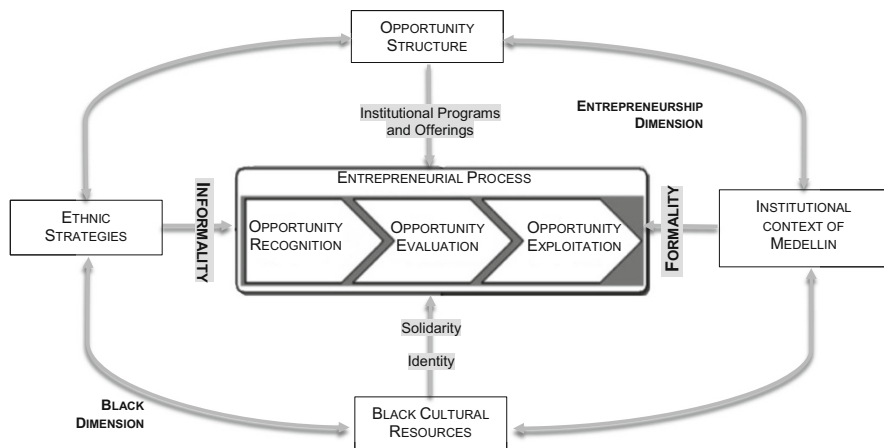 OPPORTUNITY
STRUCTURE
Institutional Programs
and Offerings
ENTREPRENEURSHIP
DIMENSION
ENTREPRENEURIAL PROCESS
INFORMALITY
ETHNIC
STRATEGIES
OPPORTUNITY
RECOGNITION
OPPORTUNITY
EVALUATION
OPPORTUNITY
EXPLOITATION
FORMALITY
INSTITUTIONAL
CONTEXT OF
MEDELLIN
Solidarity
Identity
BLACK
DIMENSION
BLACK CULTURAL
RESOURCES